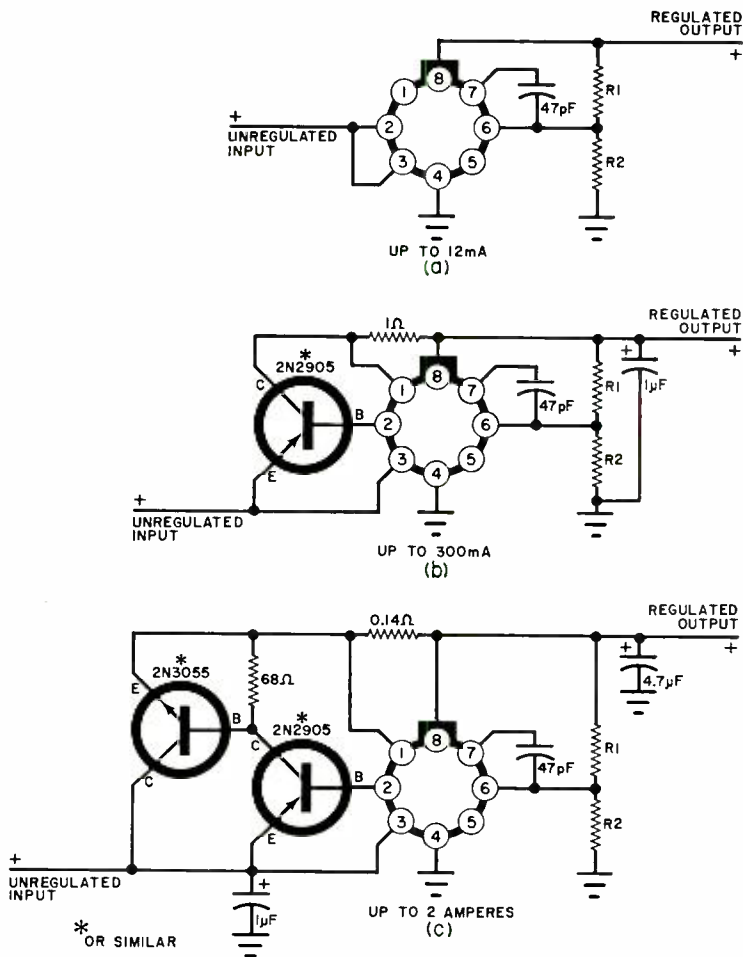 REGULATED
OUTPUT
+
8
1
7
47pF
R1
+
UNREGULATED
INPUT
2
6
3
5
R2
4
UP TO 12mA
(a)
1Ω
REGULATED
OUTPUT
+
*
2N2905
C
B
E
8
1
7
47pF
R1
+
1µF
2
6
3
5
R2
4
+
UNREGULATED
INPUT
UP TO 300mA
(b)
0.14Ω
REGULATED
OUTPUT
+
E
*
2N3055
B
C
68Ω
*
2N2905
C
B
E
8
1
7
47pF
R1
+
4.7µF
2
6
3
5
R2
4
+
UNREGULATED
INPUT
+
1µF
UP TO 2 AMPERES
(c)
*OR SIMILAR